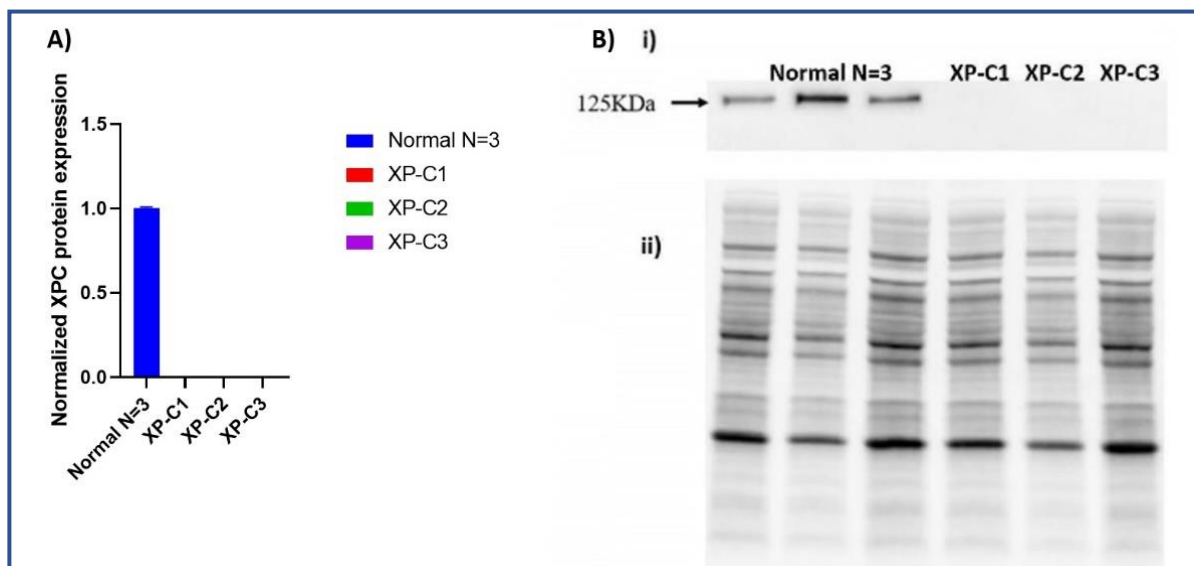 A)
Normalized XPC protein expression
1.5
1.0
0.5
0.0
Normal N=3
XP-C1
XP-C2
XP-C3
Normal N=3
XP-C1
XP-C2
XP-C3
B) i)
Normal N=3 XP-C1 XP-C2 XP-C3
125KDa
ii)